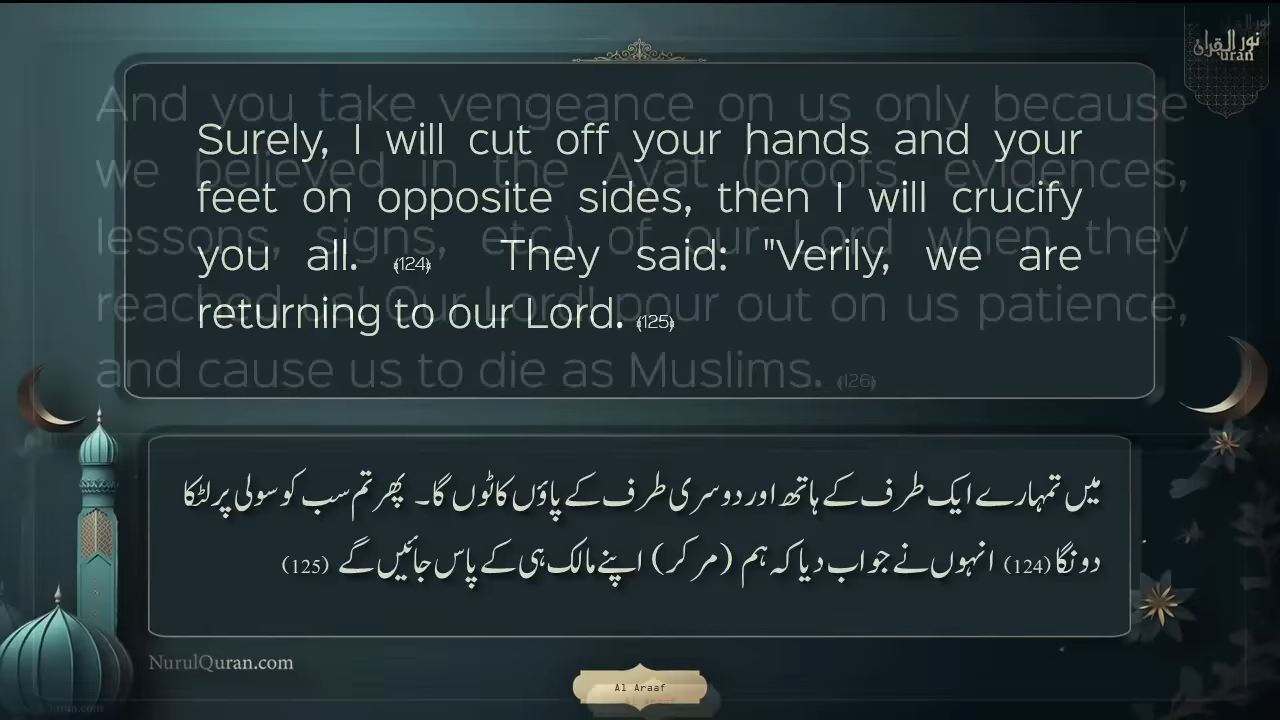 نور القرآن
uran
And you take vengeance on us only because
we believed in the Ayat (proofs, evidences,
lessons, signs, etc.) of our Lord when they
reached us! Our Lord! pour out on us patience,
and cause us to die as Muslims. ﴾126﴿
Surely, I will cut off your hands and your
feet on opposite sides, then I will crucify
you all. ﴾124﴿ They said: "Verily, we are
returning to our Lord. ﴾125﴿
میں تمہارے ایک طرف کے ہاتھ اور دوسری طرف کے پاؤں کاٹوں گا۔ پھر تم سب کو سولی پر لٹکا
دونگا (124) انہوں نے جواب دیا کہ ہم (مر کر) اپنے مالک ہی کے پاس جائیں گے (125)
NurulQuran.com
Al Araaf